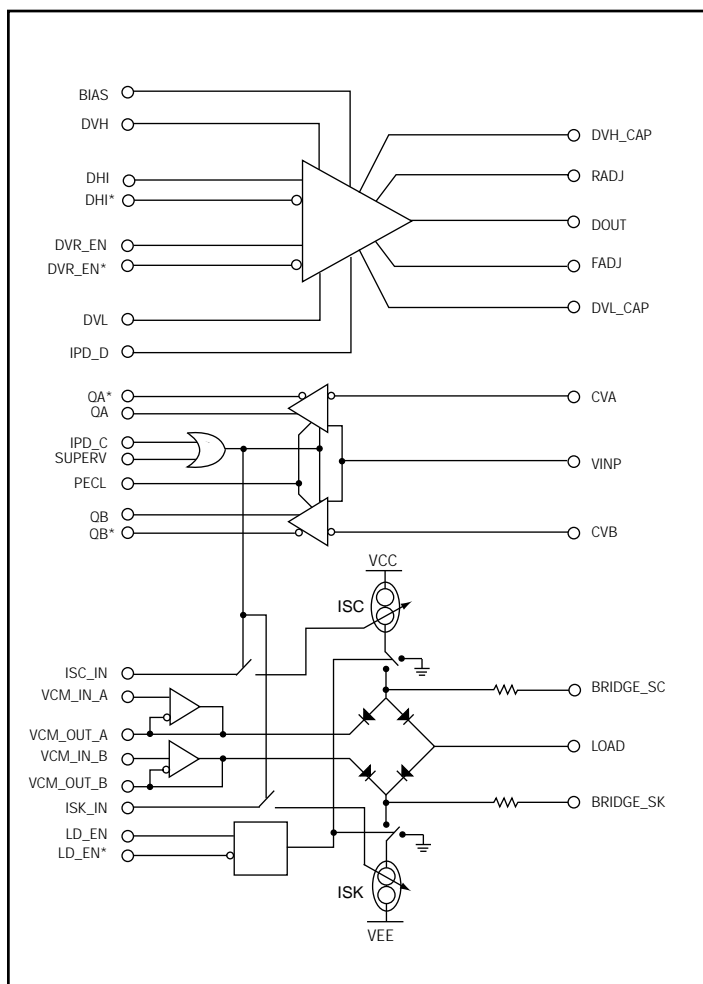 BIAS
DVH
DHI
DHI*
DVR_EN
DVR_EN*
DVL
IPD_D
DVH_CAP
RADJ
DOUT
FADJ
DVL_CAP
QA*
QA
IPD_C
SUPERV
PECL
QB
QB*
CVA
VINP
CVB
VCC
ISC
ISC_IN
VCM_IN_A
VCM_OUT_A
VCM_IN_B
VCM_OUT_B
ISK_IN
LD_EN
LD_EN*
BRIDGE_SC
LOAD
BRIDGE_SK
ISK
VEE